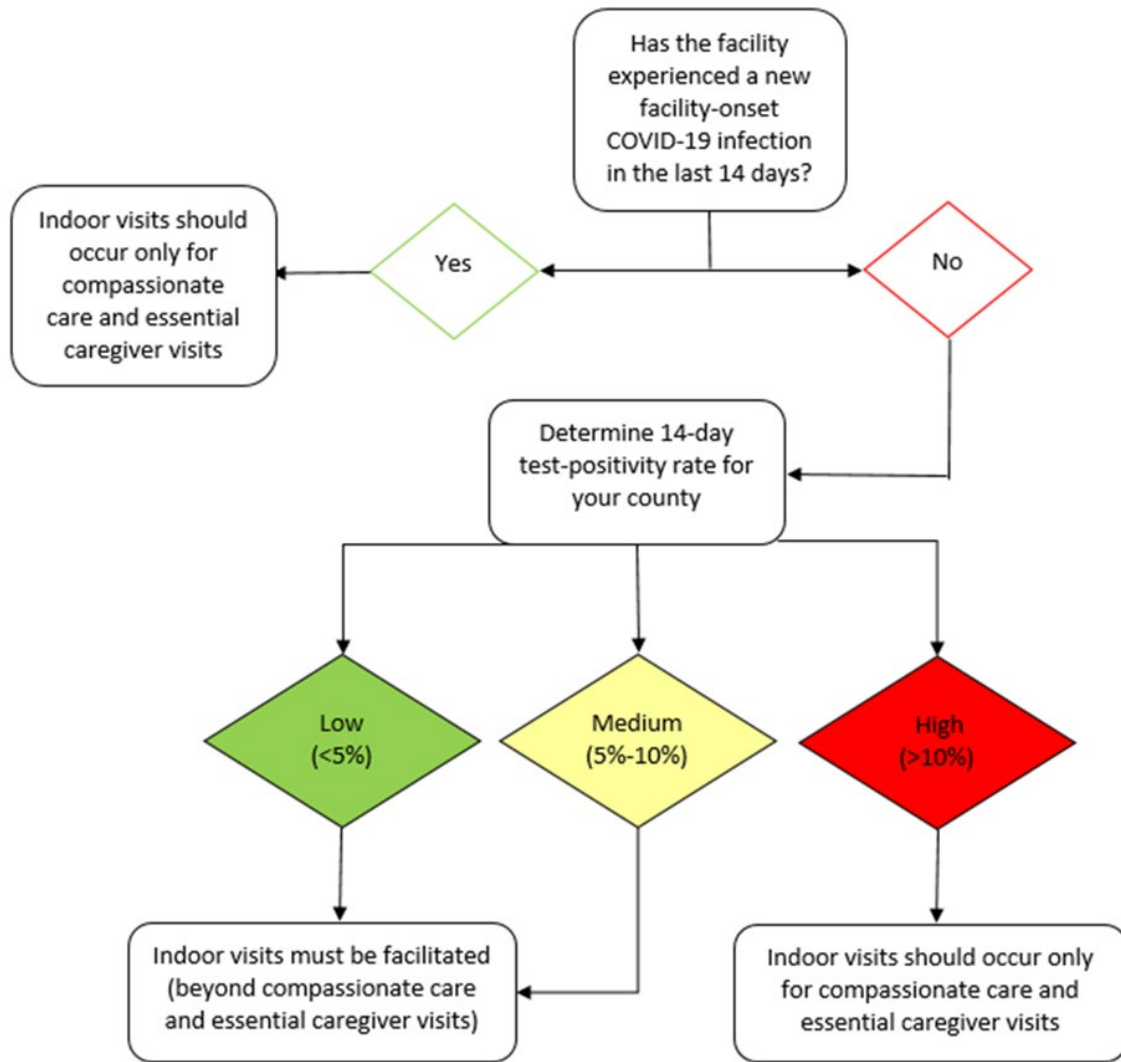 Has the facility
experienced a new
facility-onset
COVID-19 infection
in the last 14 days?
Indoor visits should
occur only for
compassionate
care and essential
caregiver visits
Yes
No
Determine 14-day
test-positivity rate for
your county
Low
(<5%)
Medium
(5%-10%)
High
(>10%)
Indoor visits must be facilitated
(beyond compassionate care
and essential caregiver visits)
Indoor visits should occur only
for compassionate care and
essential caregiver visits